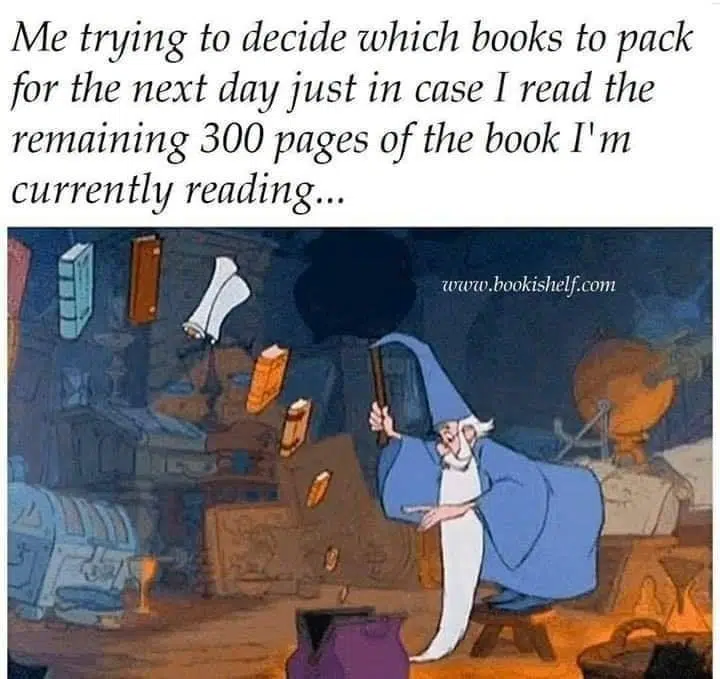 Me trying to decide which books to pack
for the next day just in case I read the
remaining 300 pages of the book I'm
currently reading...
www.bookishelf.com